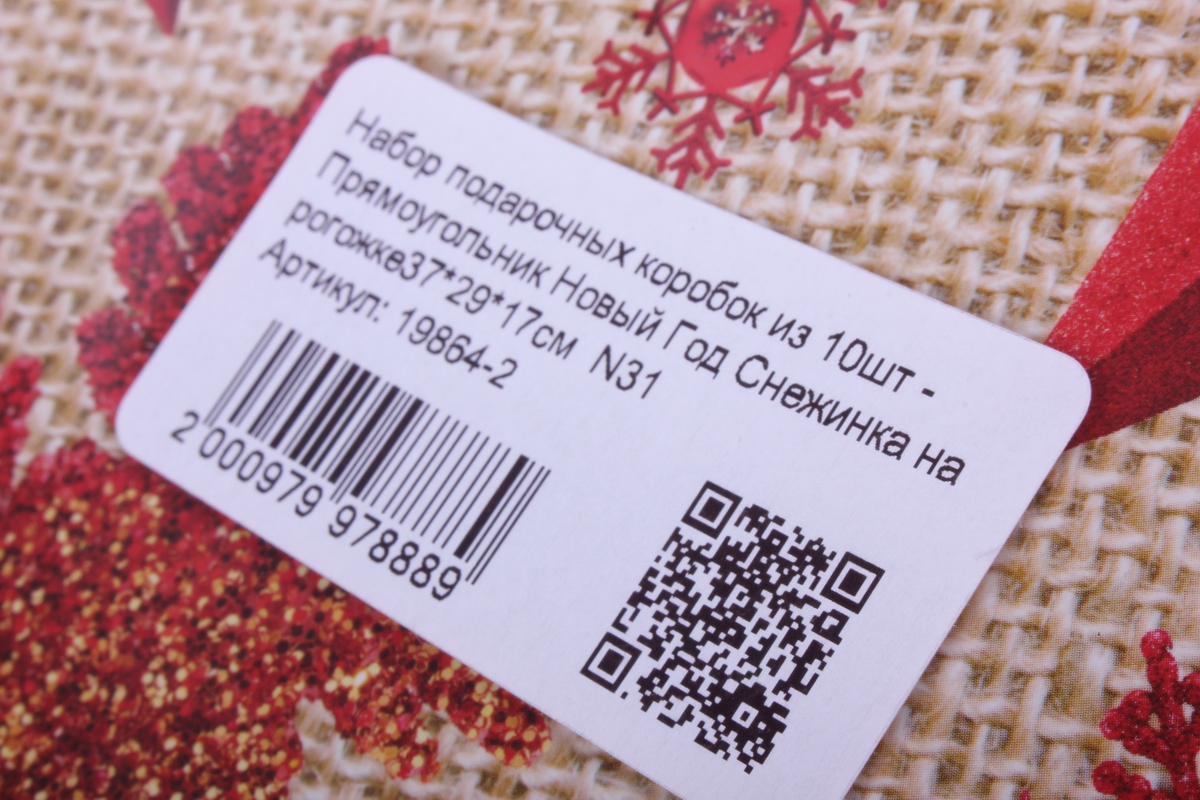 Набор подарочных коробок из 10шт -
Прямоугольник Новый Год Снежинка на
рогожке37*29*17см N31
Артикул: 19864-2
2 000979 978889